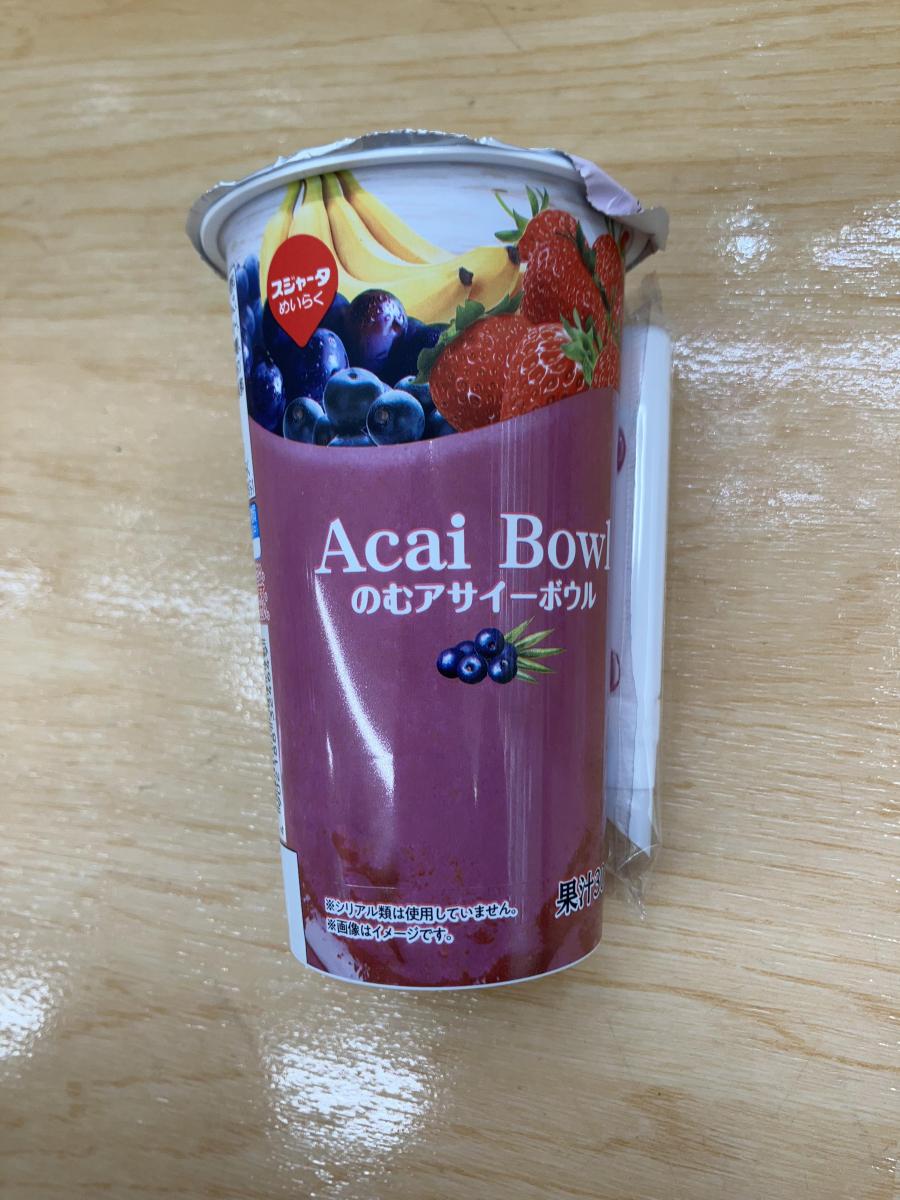 スジャータ
めいらく
Acai Bowl
のむアサイーボウル
※シリアル類は使用していません。
※画像はイメージです。
果汁